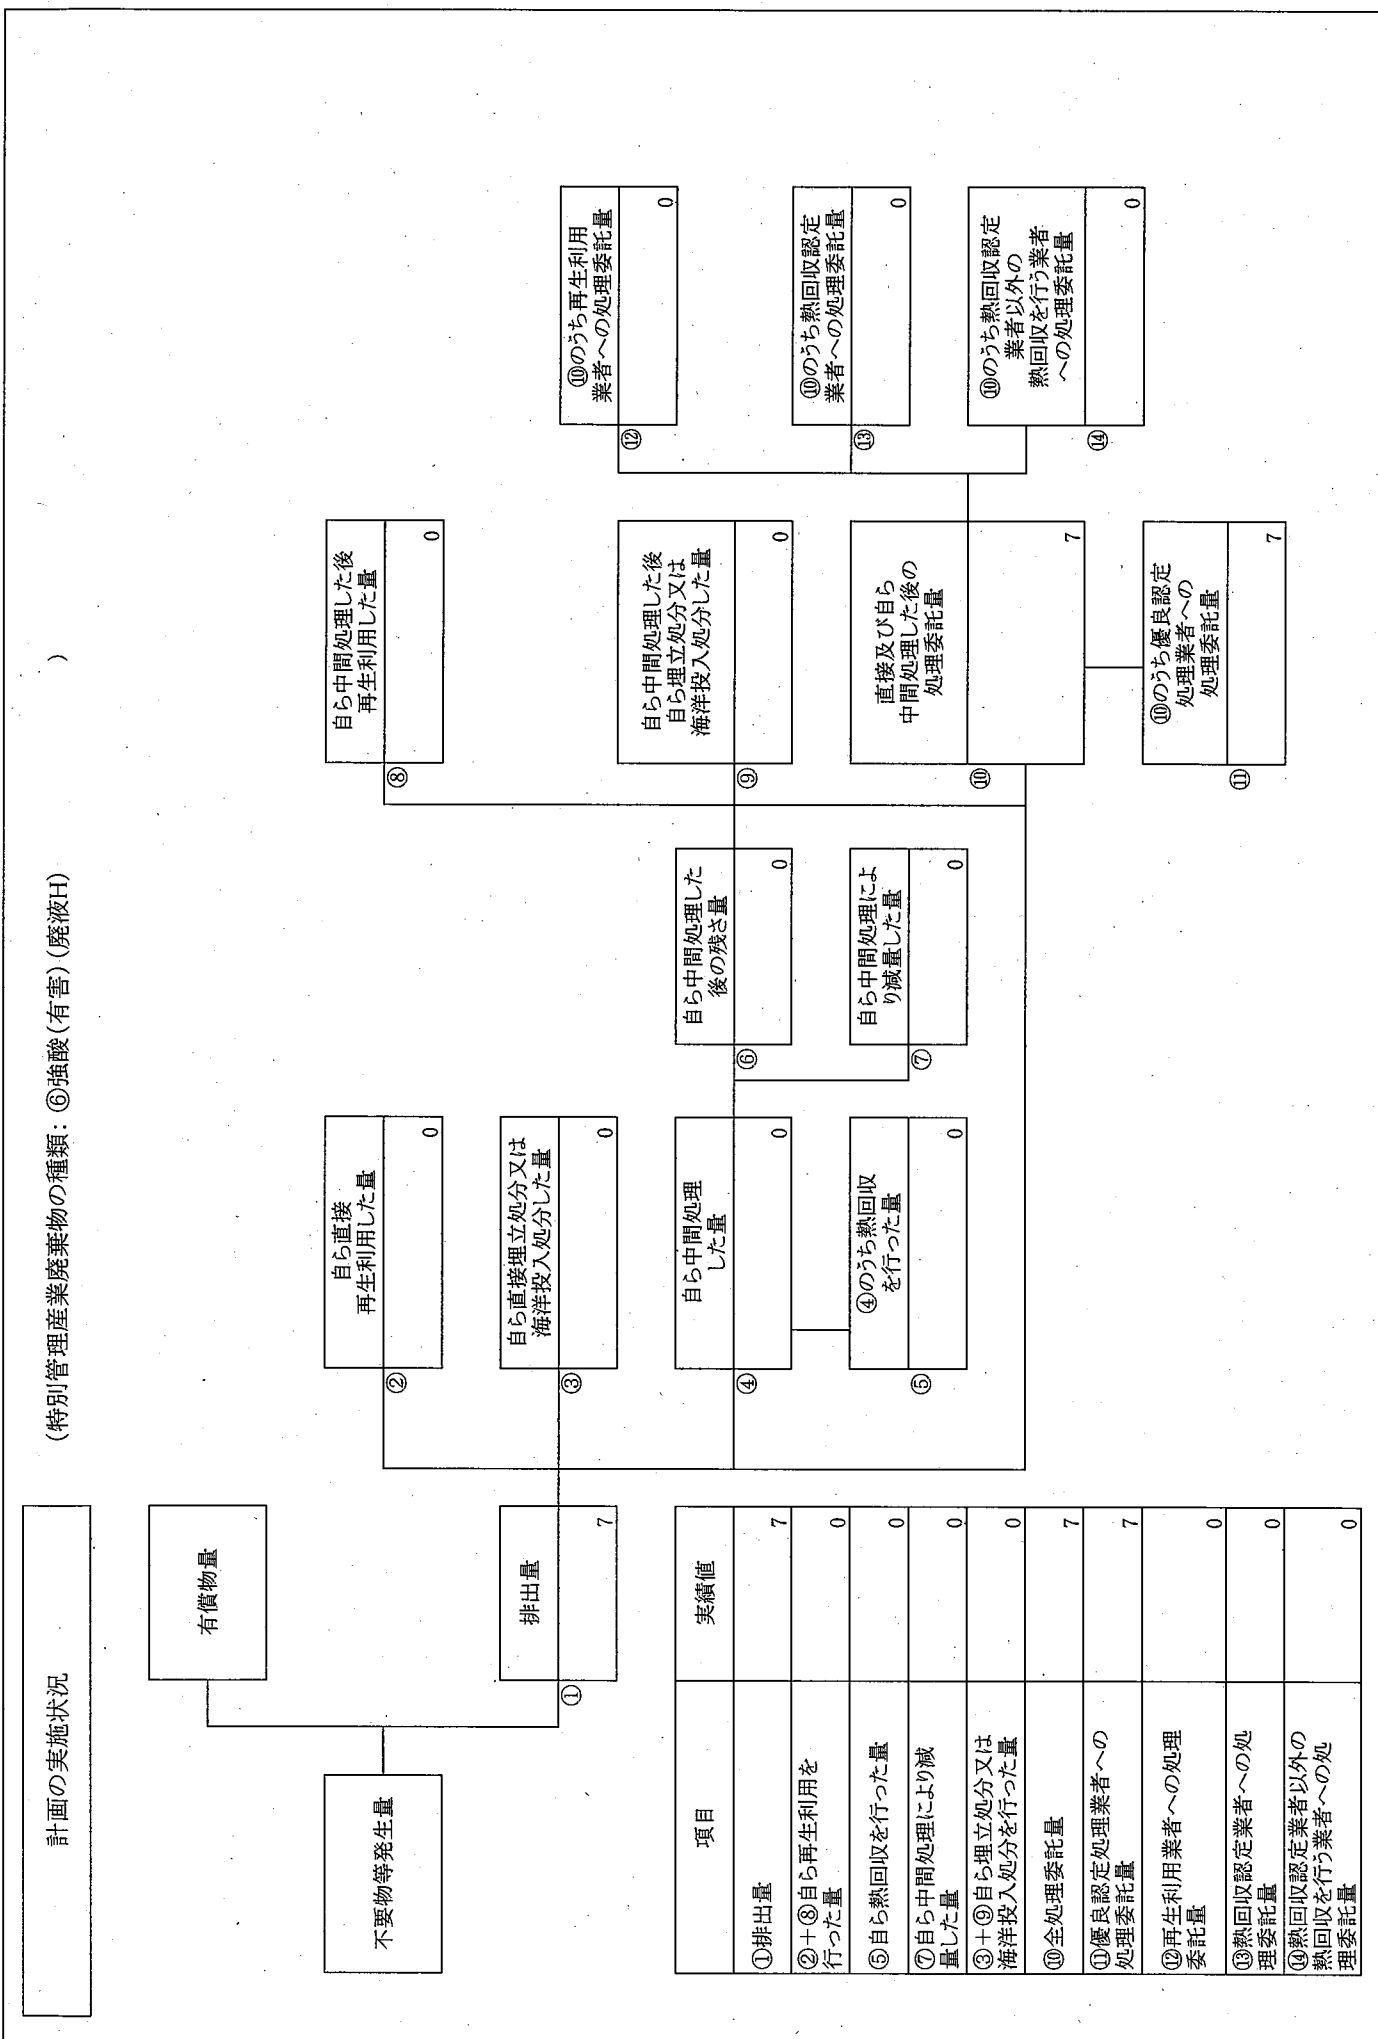 計画の実施状況
(特別管理産業廃棄物の種類：⑥強酸(有害)(廃液H)
)
不要物等発生量
有償物量
①
排出量
7
②
自ら直接
再生利用した量
0
③
自ら直接埋立処分又は
海洋投入処分した量
0
④
自ら中間処理
した量
0
⑤
④のうち熱回収
を行った量
0
⑥
自ら中間処理した
後の残さ量
0
⑦
自ら中間処理によ
り減量した量
0
⑧
自ら中間処理した後
再生利用した量
0
⑨
自ら中間処理した後
自ら埋立処分又は
海洋投入処分した量
0
⑩
直接及び自ら
中間処理した後の
処理委託量
7
⑪
⑩のうち優良認定
処理業者への
処理委託量
7
⑫
⑩のうち再生利用
業者への処理委託量
0
⑬
⑩のうち熱回収認定
業者への処理委託量
0
⑭
⑩のうち熱回収認定
業者以外の
熱回収を行う業者
への処理委託量
0
項目 実績値
①排出量 7
②＋⑧自ら再生利用を
行った量 0
⑤自ら熱回収を行った量 0
⑦自ら中間処理により減
量した量 0
③＋⑨自ら埋立処分又は
海洋投入処分を行った量 0
⑩全処理委託量 7
⑪優良認定処理業者への
処理委託量 7
⑫再生利用業者への処理
委託量 0
⑬熱回収認定業者への処
理委託量 0
⑭熱回収認定業者以外の
熱回収を行う業者への処
理委託量 0